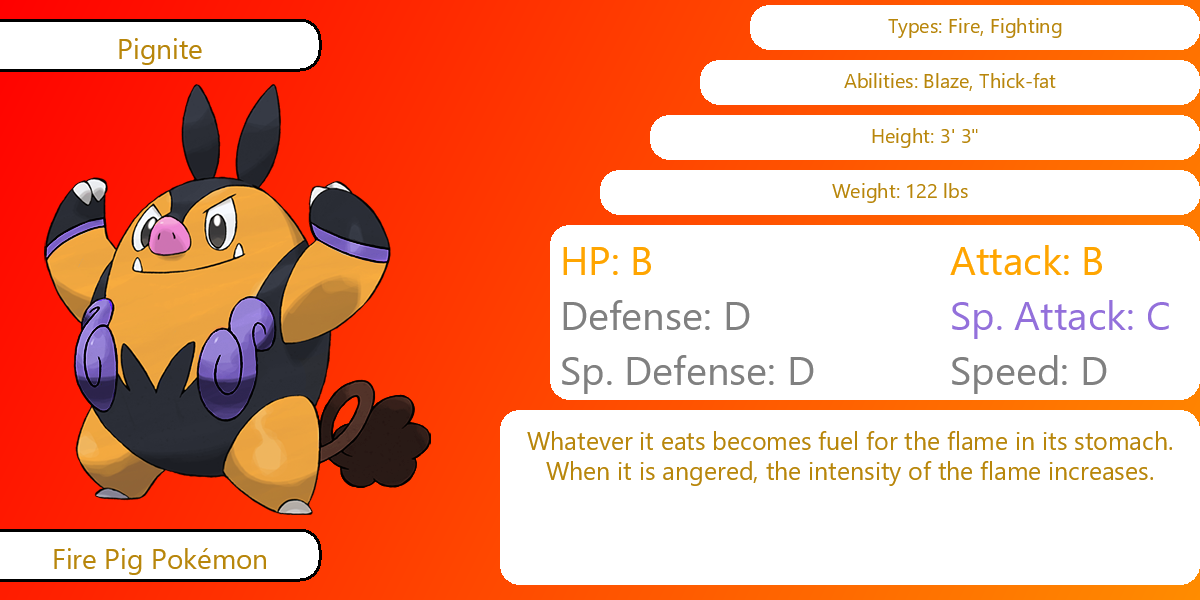 Pignite
Types: Fire, Fighting
Abilities: Blaze, Thick-fat
Height: 3' 3"
Weight: 122 lbs
HP: B
Attack: B
Defense: D
Sp. Attack: C
Sp. Defense: D
Speed: D
Whatever it eats becomes fuel for the flame in its stomach.
When it is angered, the intensity of the flame increases.
Fire Pig Pokémon